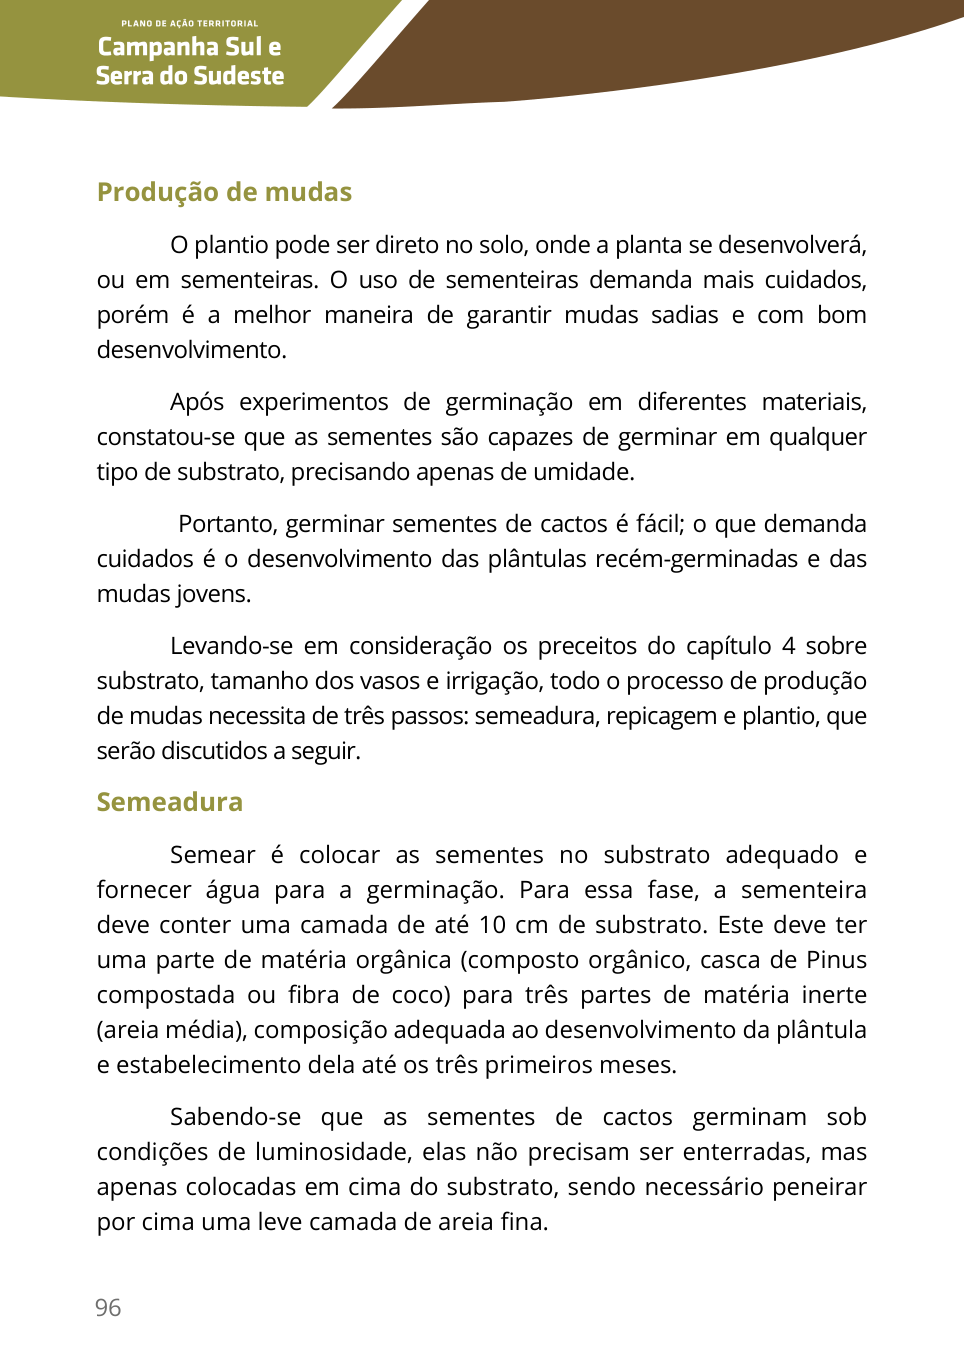 PLANO DE AÇÃO TERRITORIAL
Campanha Sul e
Serra do Sudeste
Produção de mudas
O plantio pode ser direto no solo, onde a planta se desenvolverá,
ou em sementeiras. O uso de sementeiras demanda mais cuidados,
porém é a melhor maneira de garantir mudas sadias e com bom
desenvolvimento.
Após experimentos de germinação em diferentes materiais,
constatou-se que as sementes são capazes de germinar em qualquer
tipo de substrato, precisando apenas de umidade.
Portanto, germinar sementes de cactos é fácil; o que demanda
cuidados é o desenvolvimento das plântulas recém-germinadas e das
mudas jovens.
Levando-se em consideração os preceitos do capítulo 4 sobre
substrato, tamanho dos vasos e irrigação, todo o processo de produção
de mudas necessita de três passos: semeadura, repicagem e plantio, que
serão discutidos a seguir.
Semeadura
Semear é colocar as sementes no substrato adequado e
fornecer água para a germinação. Para essa fase, a sementeira
deve conter uma camada de até 10 cm de substrato. Este deve ter
uma parte de matéria orgânica (composto orgânico, casca de Pinus
compostada ou fibra de coco) para três partes de matéria inerte
(areia média), composição adequada ao desenvolvimento da plântula
e estabelecimento dela até os três primeiros meses.
Sabendo-se que as sementes de cactos germinam sob
condições de luminosidade, elas não precisam ser enterradas, mas
apenas colocadas em cima do substrato, sendo necessário peneirar
por cima uma leve camada de areia fina.
96